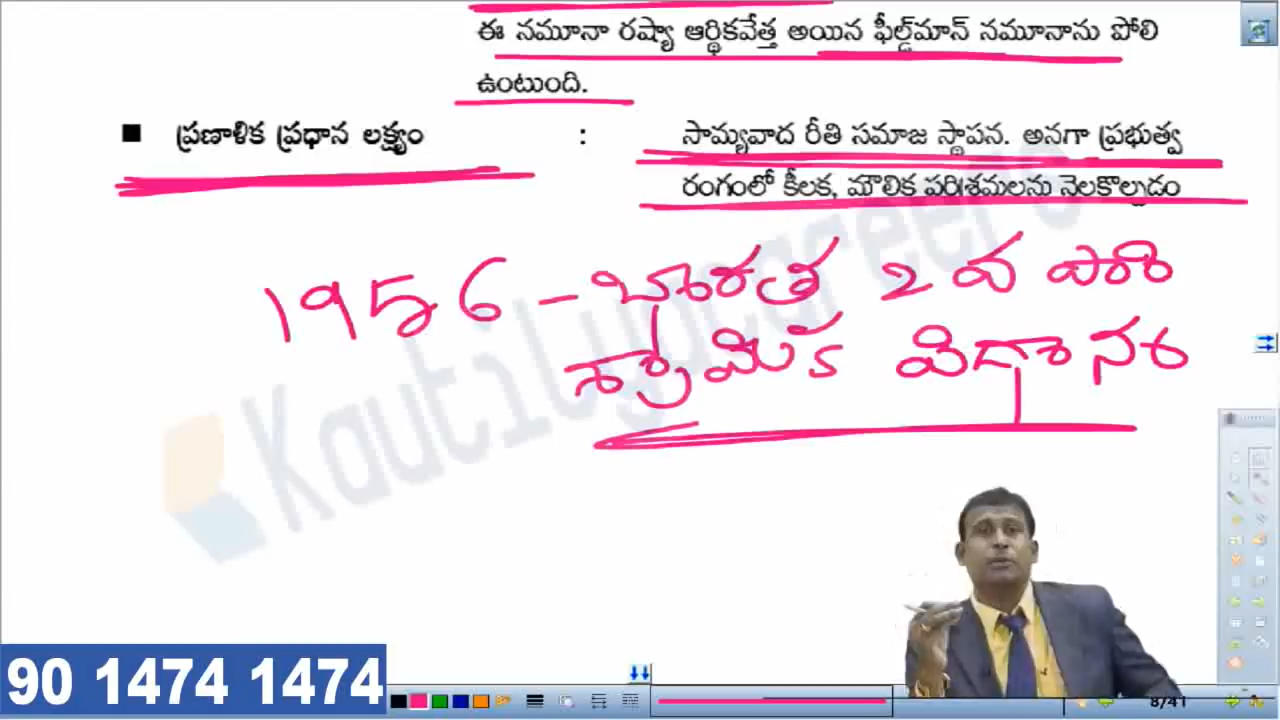 ఈ నమూనా రష్యా ఆర్థికవేత్త అయిన ఫీల్డ్‌మాన్ నమూనాను పోలి
ఉంటుంది.
■ ప్రణాళిక ప్రధాన లక్ష్యం : సామ్యవాద రీతి సమాజ స్థాపన. అనగా ప్రభుత్వ
రంగంలో కీలక, మౌలిక పరిశ్రమలను నెలకొల్పడం
1956 - భారత 2వ పారి
శ్రామిక విధానం
Kautilyacareers
90 1474 1474
8/41